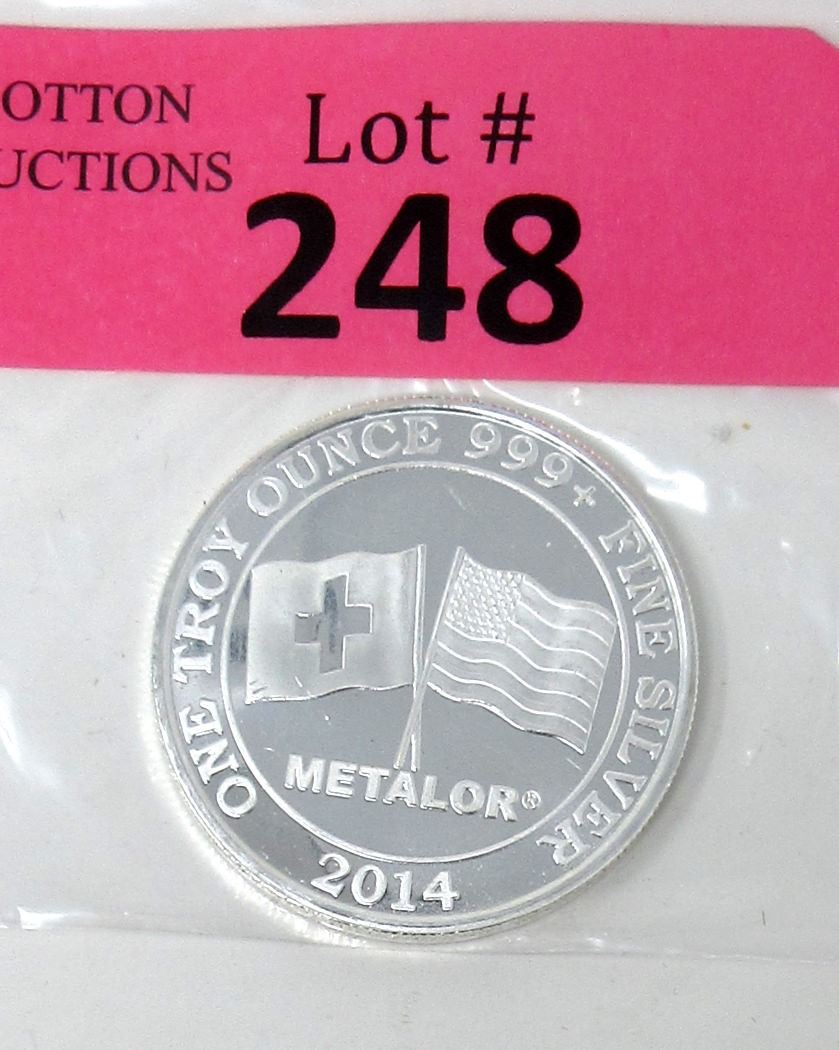 OTTON
UCTIONS
Lot #
248
ONE TROY OUNCE 999+ FINE SILVER
METALOR®
2014